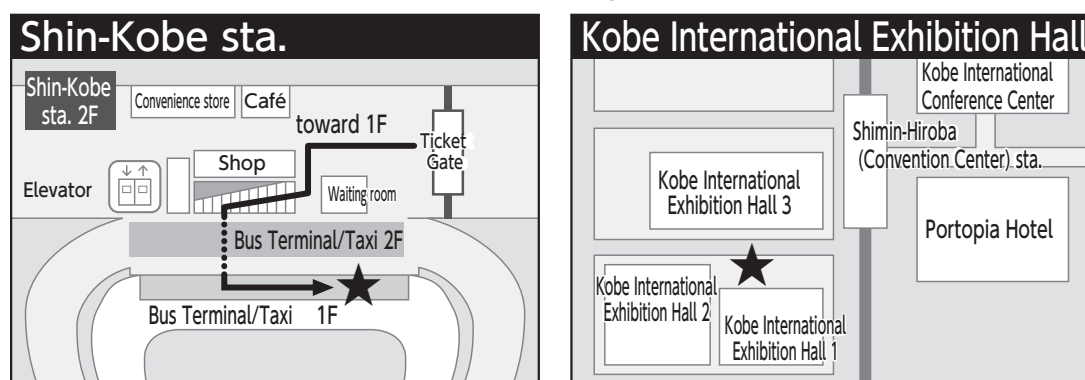 Shin-Kobe sta.
Shin-Kobe
sta. 2F
Convenience store
Café
toward 1F
Ticket
Gate
Shop
Elevator
Waiting room
Bus Terminal/Taxi 2F
Bus Terminal/Taxi 1F
Kobe International Exhibition Hall
Kobe International
Conference Center
Shimin-Hiroba
(Convention Center) sta.
Kobe International
Exhibition Hall 3
Portopia Hotel
Kobe International
Exhibition Hall 2
Kobe International
Exhibition Hall 1